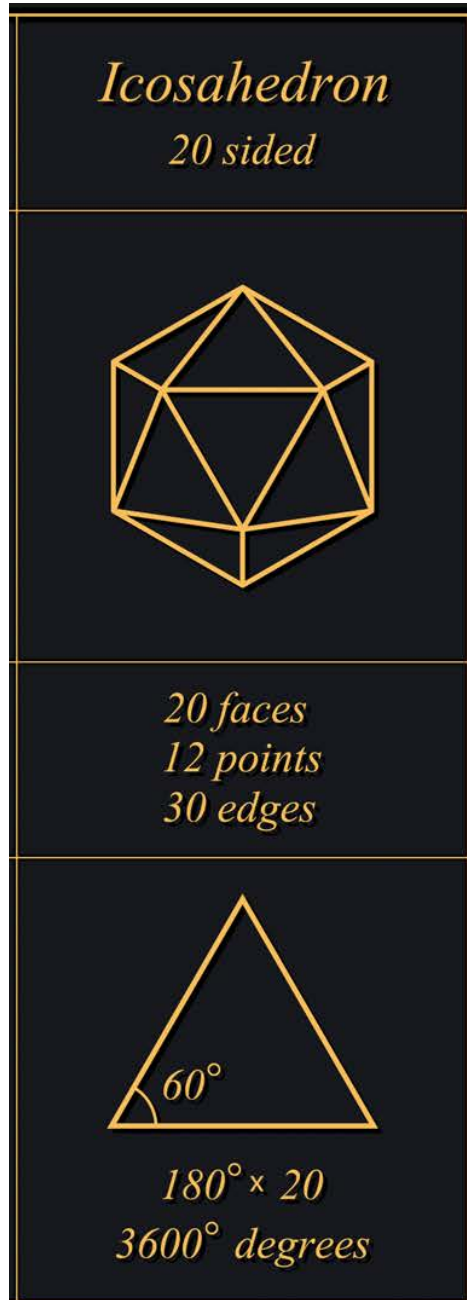 Icosahedron
20 sided
20 faces
12 points
30 edges
60°
180° x 20
3600° degrees